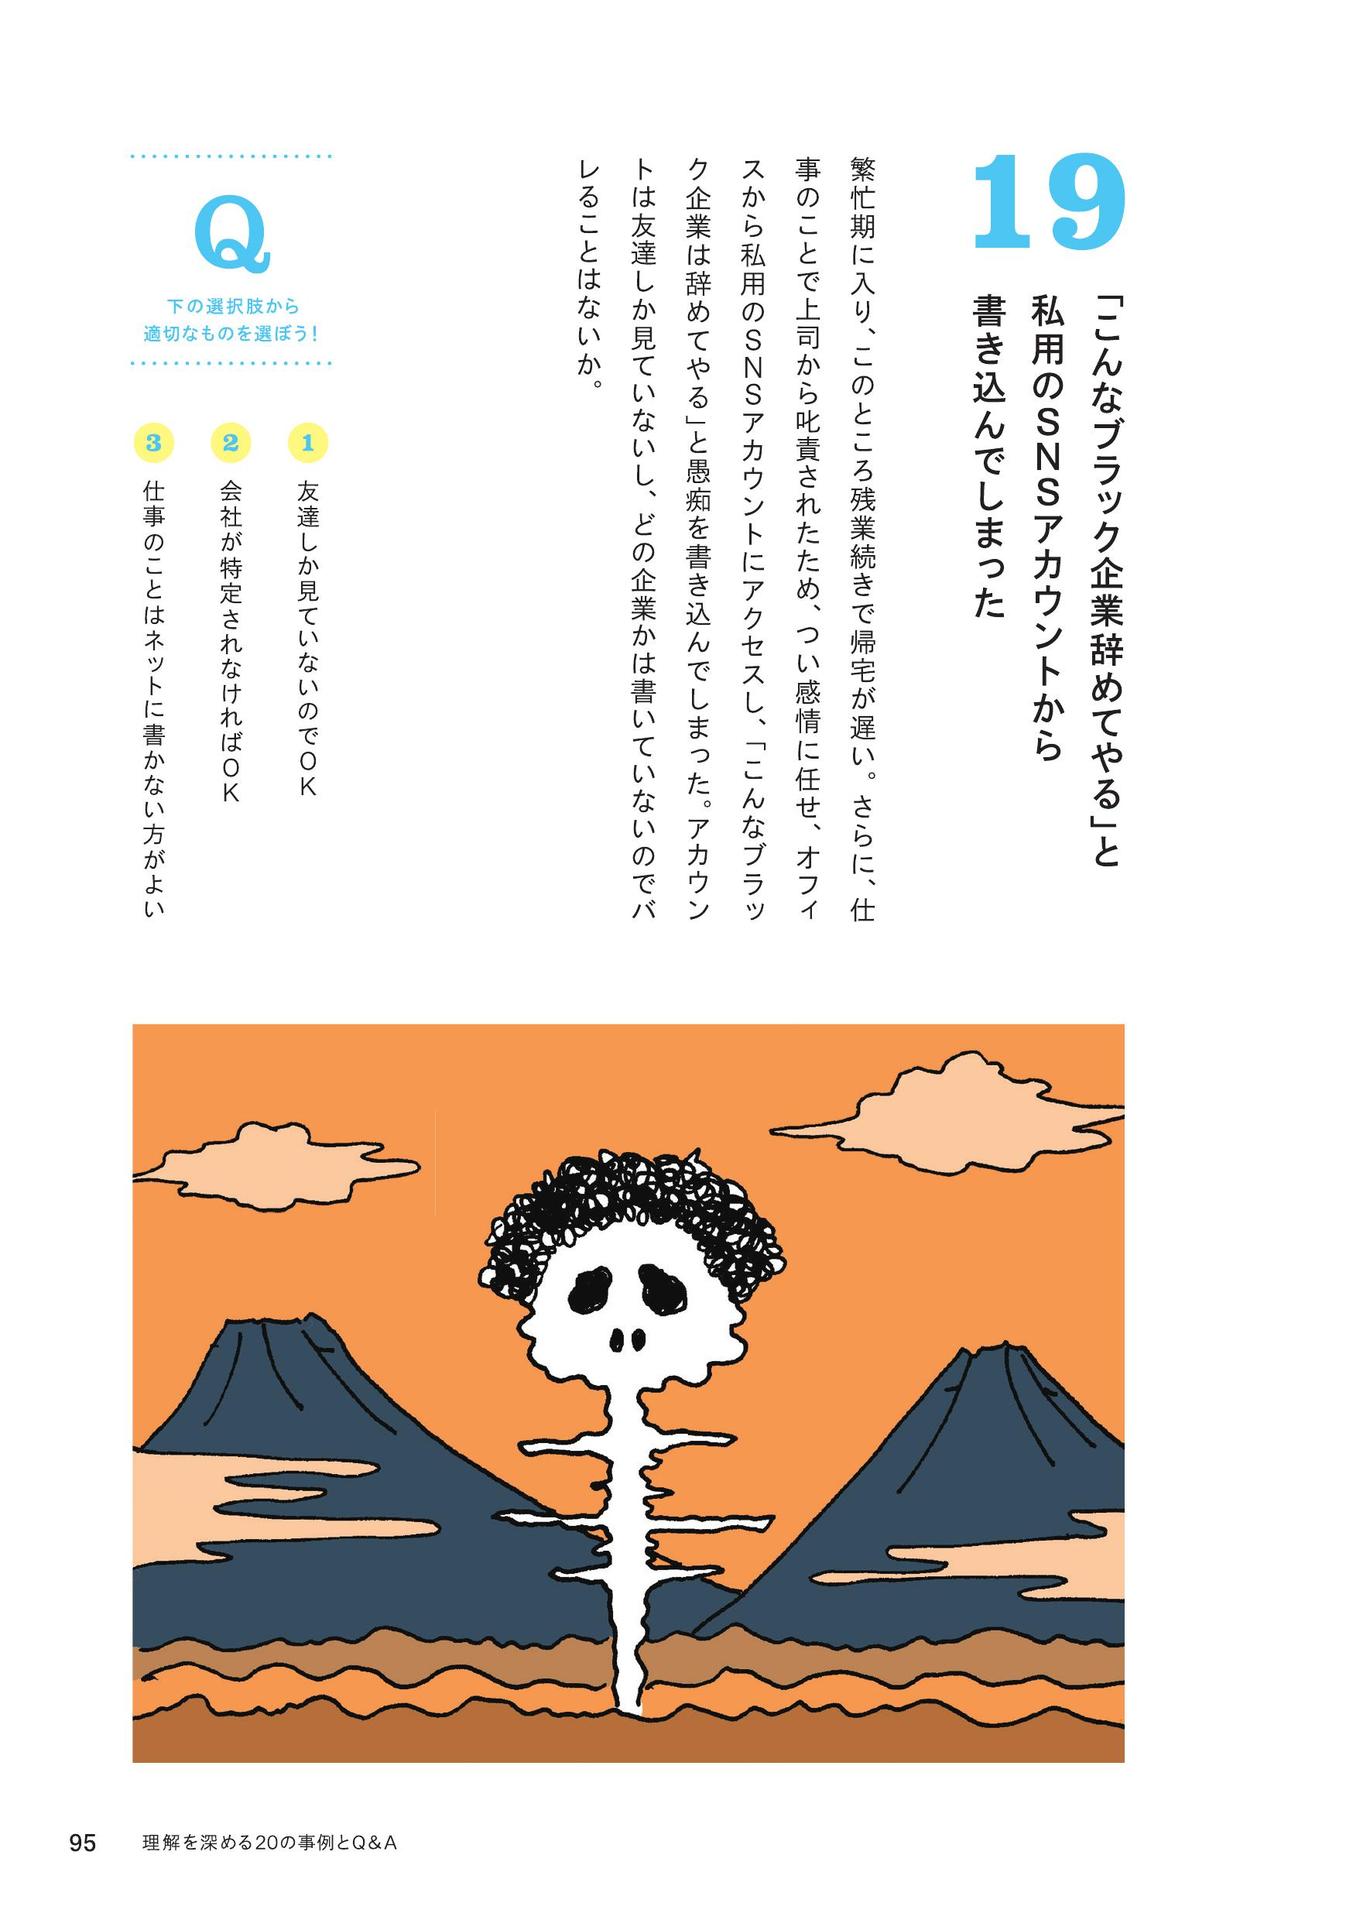 19
「こんなブラック企業辞めてやる」と
私用のSNSアカウントから
書き込んでしまった
繁忙期に入り、このところ残業続きで帰宅が遅い。さらに、仕
事のことで上司から叱責されたため、つい感情に任せ、オフィ
スから私用のSNSアカウントにアクセスし、「こんなブラッ
ク企業は辞めてやる」と愚痴を書き込んでしまった。アカウン
トは友達しか見ていないし、どの企業かは書いていないのでバ
レることはないか。
Q
下の選択肢から
適切なものを選ぼう!
1 友達しか見ていないのでOK
2 会社が特定されなければOK
3 仕事のことはネットに書かない方がよい
95 理解を深める20の事例とQ&A